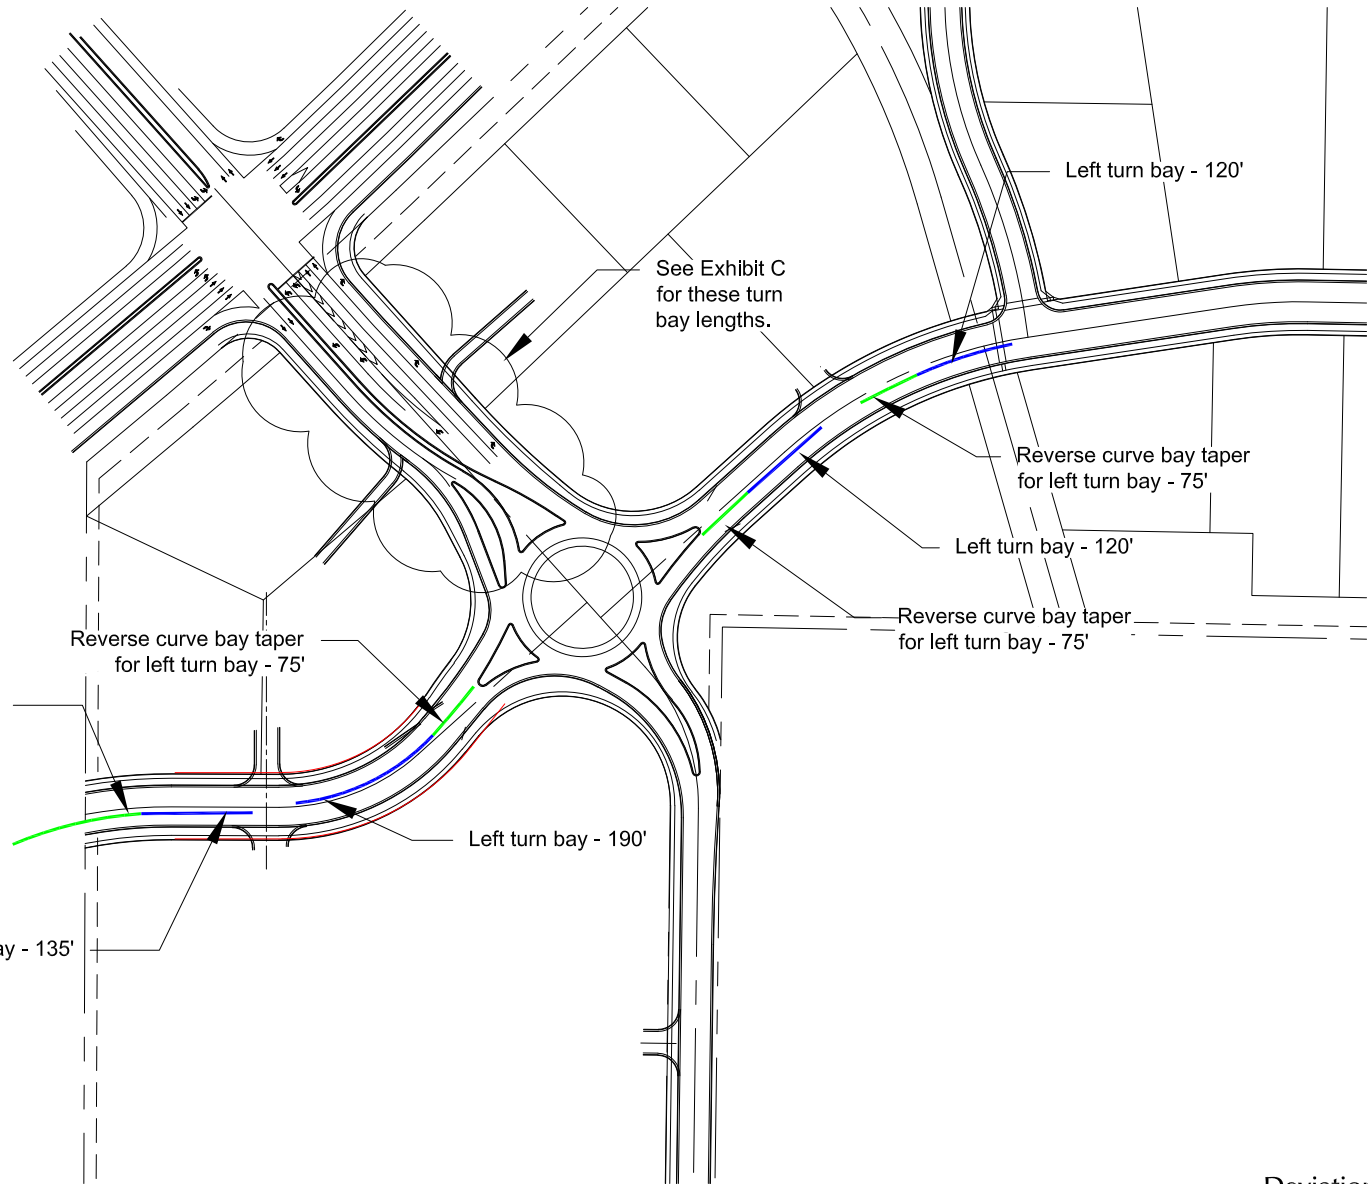 Left turn bay - 120'
See Exhibit C
for these turn
bay lengths.
Reverse curve bay taper
for left turn bay - 75'
Left turn bay - 120'
Reverse curve bay taper
for left turn bay - 75'
Reverse curve bay taper
for left turn bay - 75'
Left turn bay - 190'
ay - 135'